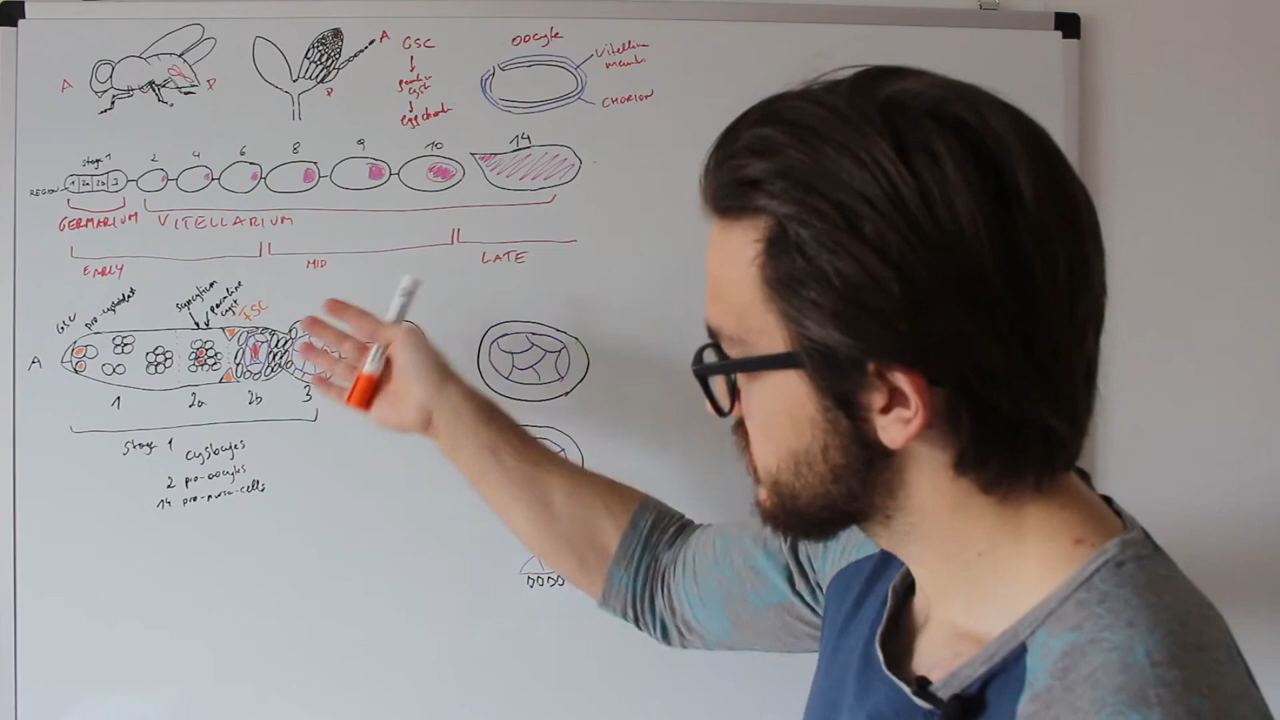 A
A
GSC
↓
cyst
↓
P
oocyte
Vitelline
memb
CHORION
stage 1
2
4
6
8
9
10
14
REGION
1
2a
2b
3
GERMARIUM
VITELLARIUM
EARLY
MID
LATE
GSC
pro-cystoblast
syncytium
cyst
FSC
A
1
2a
2b
3
Stage 1
cystocytes
2 pro-oocytes
14 pro-nurse-cells